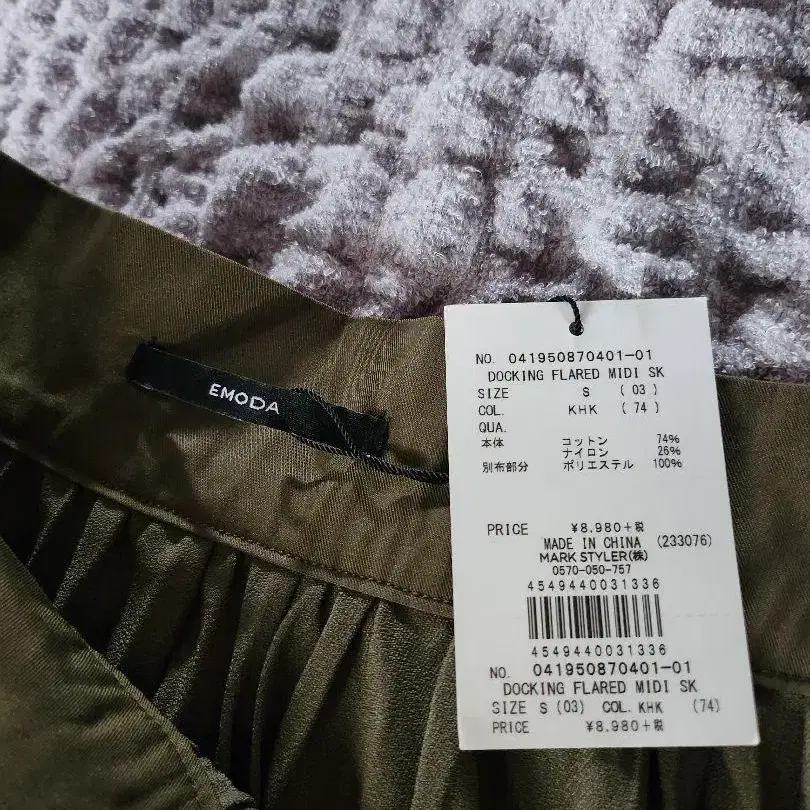 EMODA
NO. 041950870401-01
DOCKING FLARED MIDI SK
SIZE S (03)
COL. KHK (74)
QUA.
本体 コットン 74%
ナイロン 26%
別布部分 ポリエステル 100%
PRICE ¥8,980+税
MADE IN CHINA (233076)
MARK STYLER(株)
0570-050-757
4549440031336
4549440031336
NO. 041950870401-01
DOCKING FLARED MIDI SK
SIZE S (03) COL. KHK (74)
PRICE ¥8,980+税